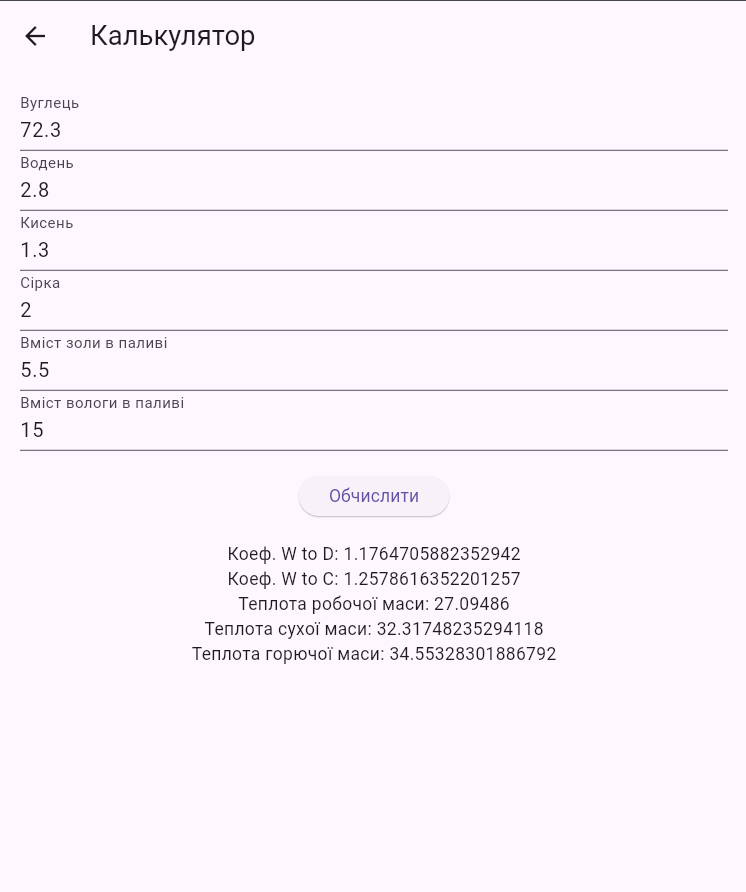 Калькулятор
Вуглець
72.3
Водень
2.8
Кисень
1.3
Сірка
2
Вміст золи в паливі
5.5
Вміст вологи в паливі
15
Обчислити
Коеф. W to D: 1.1764705882352942
Коеф. W to C: 1.2578616352201257
Теплота робочої маси: 27.09486
Теплота сухої маси: 32.31748235294118
Теплота горючої маси: 34.55328301886792